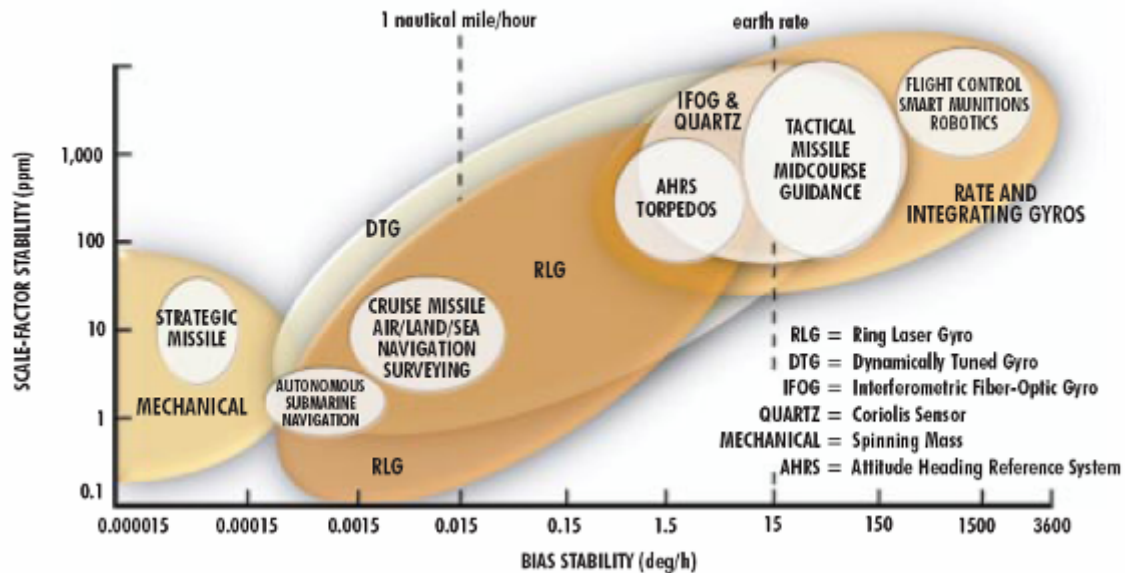 1 nautical mile/hour
earth rate
SCALE-FACTOR STABILITY (ppm)
1,000
100
10
1
0.1
IFOG &
QUARTZ
TACTICAL
MISSILE
MIDCOURSE
GUIDANCE
FLIGHT CONTROL
SMART MUNITIONS
ROBOTICS
AHRS
TORPEDOS
RATE AND
INTEGRATING GYROS
DTG
RLG
STRATEGIC
MISSILE
CRUISE MISSILE
AIR/LAND/SEA
NAVIGATION
SURVEYING
MECHANICAL
AUTONOMOUS
SUBMARINE
NAVIGATION
RLG
RLG = Ring Laser Gyro
DTG = Dynamically Tuned Gyro
IFOG = Interferometric Fiber-Optic Gyro
QUARTZ = Coriolis Sensor
MECHANICAL = Spinning Mass
AHRS = Attitude Heading Reference System
0.000015 0.00015 0.0015 0.015 0.15 1.5 15 150 1500 3600
BIAS STABILITY (deg/h)